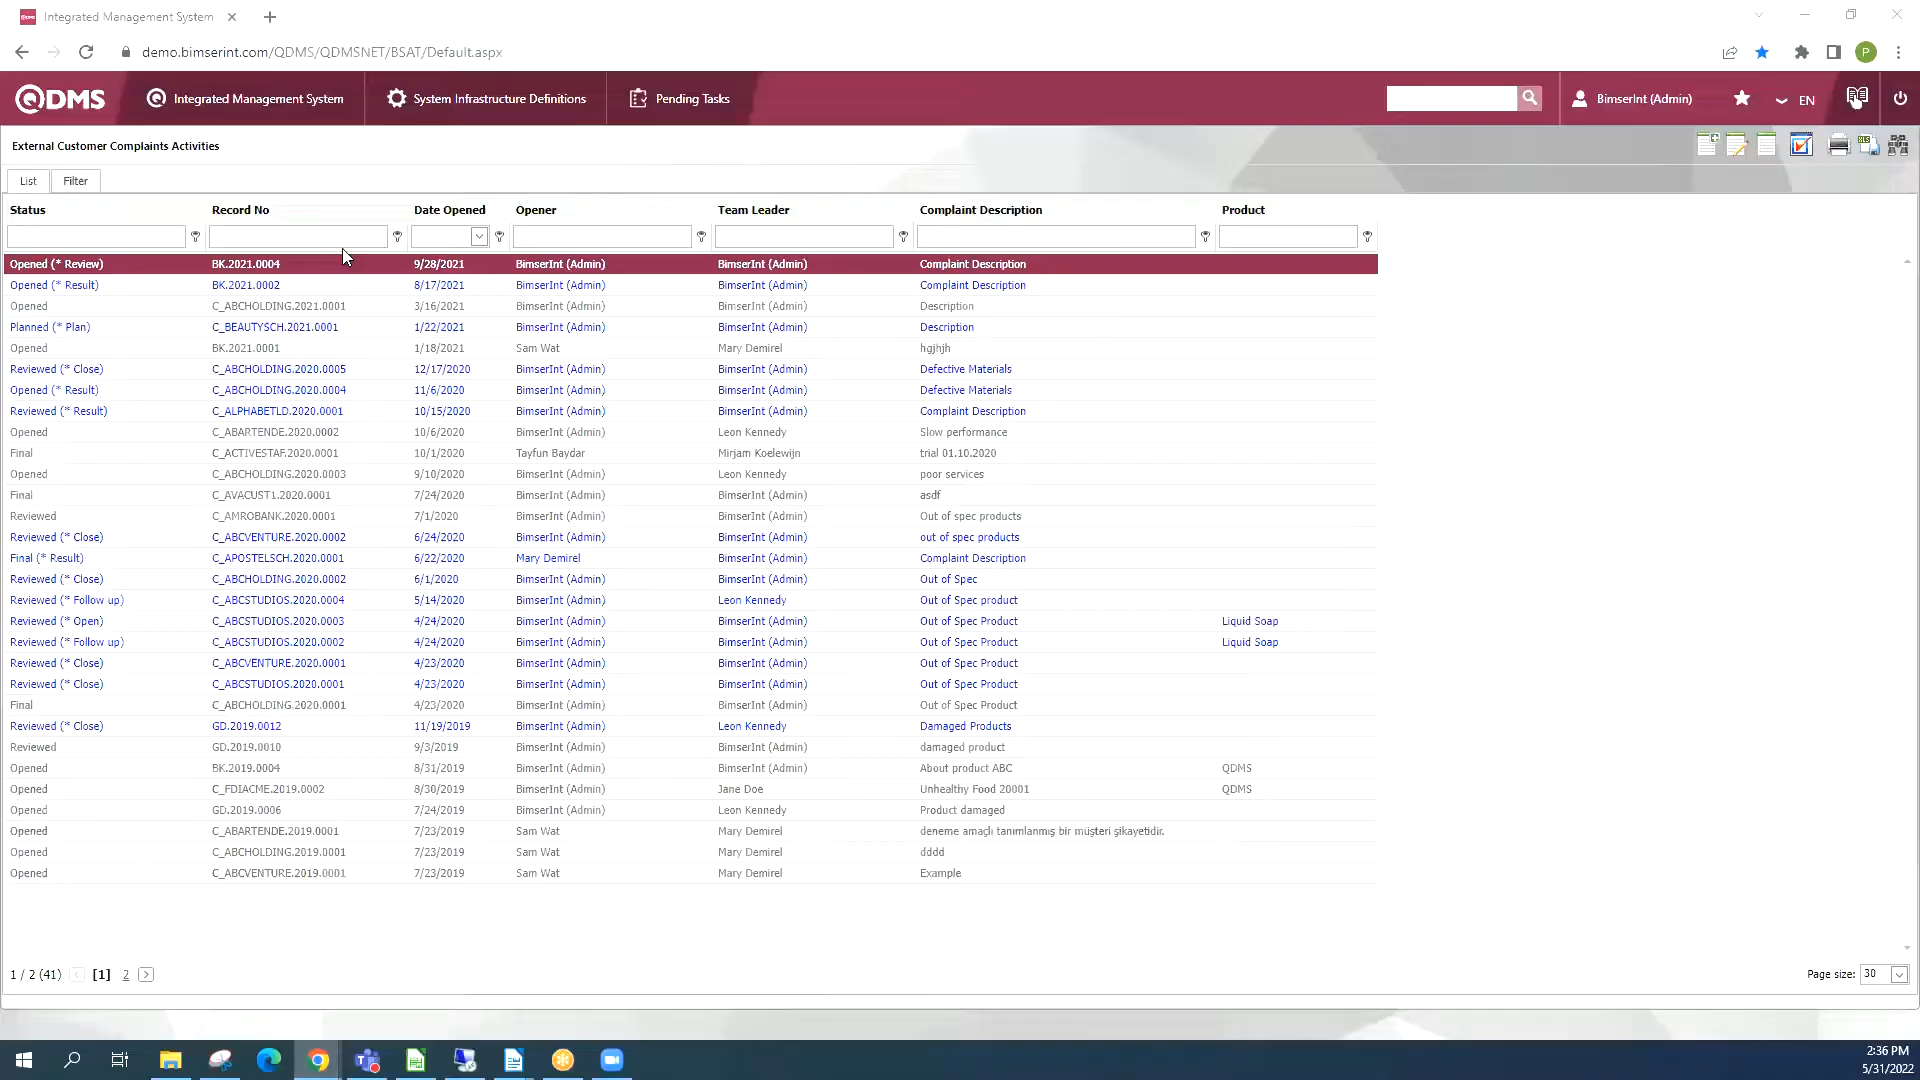 Integrated Management System
demo.bimserint.com/QDMS/QDMSNET/BSAT/Default.aspx
P
QDMS Integrated Management System System Infrastructure Definitions Pending Tasks BimserInt (Admin) EN
External Customer Complaints Activities
List Filter
Status Record No Date Opened Opener Team Leader Complaint Description Product
Opened (* Review) BK.2021.0004 9/28/2021 BimserInt (Admin) BimserInt (Admin) Complaint Description
Opened (* Result) BK.2021.0002 8/17/2021 BimserInt (Admin) BimserInt (Admin) Complaint Description
Opened C_ABCHOLDING.2021.0001 3/16/2021 BimserInt (Admin) BimserInt (Admin) Description
Planned (* Plan) C_BEAUTYSCH.2021.0001 1/22/2021 BimserInt (Admin) BimserInt (Admin) Description
Opened BK.2021.0001 1/18/2021 Sam Wat Mary Demirel hgjhjh
Reviewed (* Close) C_ABCHOLDING.2020.0005 12/17/2020 BimserInt (Admin) BimserInt (Admin) Defective Materials
Opened (* Result) C_ABCHOLDING.2020.0004 11/6/2020 BimserInt (Admin) BimserInt (Admin) Defective Materials
Reviewed (* Result) C_ALPHABETLD.2020.0001 10/15/2020 BimserInt (Admin) BimserInt (Admin) Complaint Description
Opened C_ABARTENDE.2020.0002 10/6/2020 BimserInt (Admin) Leon Kennedy Slow performance
Final C_ACTIVESTAF.2020.0001 10/1/2020 Tayfun Baydar Mirjam Koelewijn trial 01.10.2020
Opened C_ABCHOLDING.2020.0003 9/10/2020 BimserInt (Admin) Leon Kennedy poor services
Final C_AVACUST1.2020.0001 7/24/2020 BimserInt (Admin) BimserInt (Admin) asdf
Reviewed C_AMROBANK.2020.0001 7/1/2020 BimserInt (Admin) BimserInt (Admin) Out of spec products
Reviewed (* Close) C_ABCVENTURE.2020.0002 6/24/2020 BimserInt (Admin) BimserInt (Admin) out of spec products
Final (* Result) C_APOSTELSCH.2020.0001 6/22/2020 Mary Demirel BimserInt (Admin) Complaint Description
Reviewed (* Close) C_ABCHOLDING.2020.0002 6/1/2020 BimserInt (Admin) BimserInt (Admin) Out of Spec
Reviewed (* Follow up) C_ABCSTUDIOS.2020.0004 5/14/2020 BimserInt (Admin) Leon Kennedy Out of Spec product
Reviewed (* Open) C_ABCSTUDIOS.2020.0003 4/24/2020 BimserInt (Admin) BimserInt (Admin) Out of Spec Product Liquid Soap
Reviewed (* Follow up) C_ABCSTUDIOS.2020.0002 4/24/2020 BimserInt (Admin) BimserInt (Admin) Out of Spec Product Liquid Soap
Reviewed (* Close) C_ABCVENTURE.2020.0001 4/23/2020 BimserInt (Admin) BimserInt (Admin) Out of Spec Product
Reviewed (* Close) C_ABCSTUDIOS.2020.0001 4/23/2020 BimserInt (Admin) BimserInt (Admin) Out of Spec Product
Final C_ABCHOLDING.2020.0001 4/23/2020 BimserInt (Admin) BimserInt (Admin) Out of Spec Product
Reviewed (* Close) GD.2019.0012 11/19/2019 BimserInt (Admin) Leon Kennedy Damaged Products
Reviewed GD.2019.0010 9/3/2019 BimserInt (Admin) BimserInt (Admin) damaged product
Opened BK.2019.0004 8/31/2019 BimserInt (Admin) BimserInt (Admin) About product ABC QDMS
Opened C_FDIACME.2019.0002 8/30/2019 BimserInt (Admin) Jane Doe Unhealthy Food 20001 QDMS
Opened GD.2019.0006 7/24/2019 BimserInt (Admin) Leon Kennedy Product damaged
Opened C_ABARTENDE.2019.0001 7/23/2019 Sam Wat Mary Demirel deneme amaçlı tanımlanmış bir müşteri şikayetidir.
Opened C_ABCHOLDING.2019.0001 7/23/2019 Sam Wat Mary Demirel dddd
Opened C_ABCVENTURE.2019.0001 7/23/2019 Sam Wat Mary Demirel Example
1 / 2 (41) [1] 2 Page size: 30
2:36 PM
5/31/2022